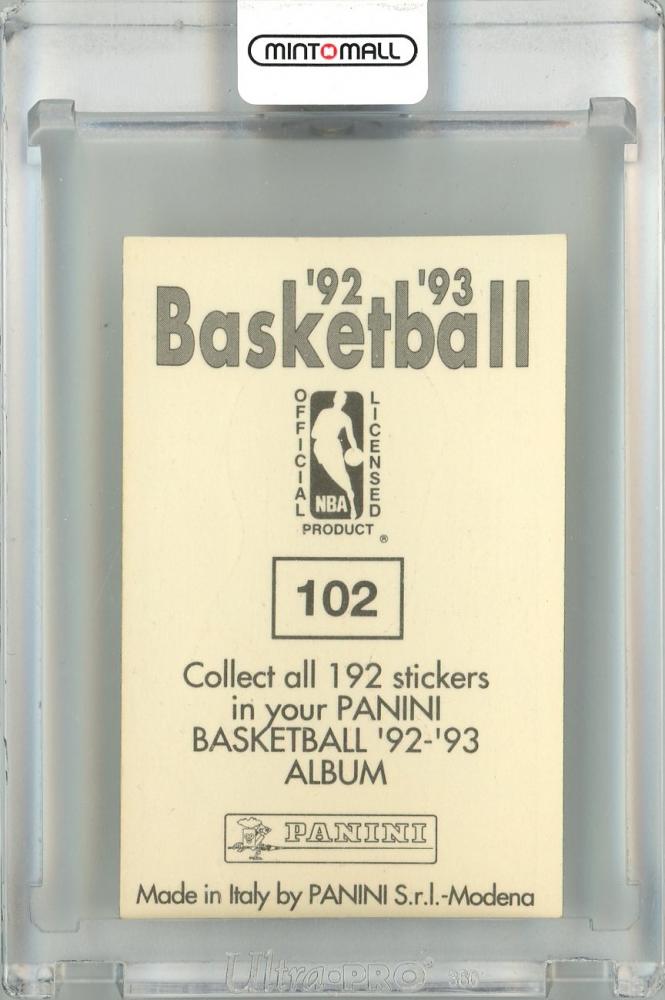 MINTOMALL
'92 '93
Basketball
OFFICIAL
LICENSED
NBA
PRODUCT
®
102
Collect all 192 stickers
in your PANINI
BASKETBALL '92-'93
ALBUM
PANINI
Made in Italy by PANINI S.r.l.-Modena
Ultra-PRO® 360